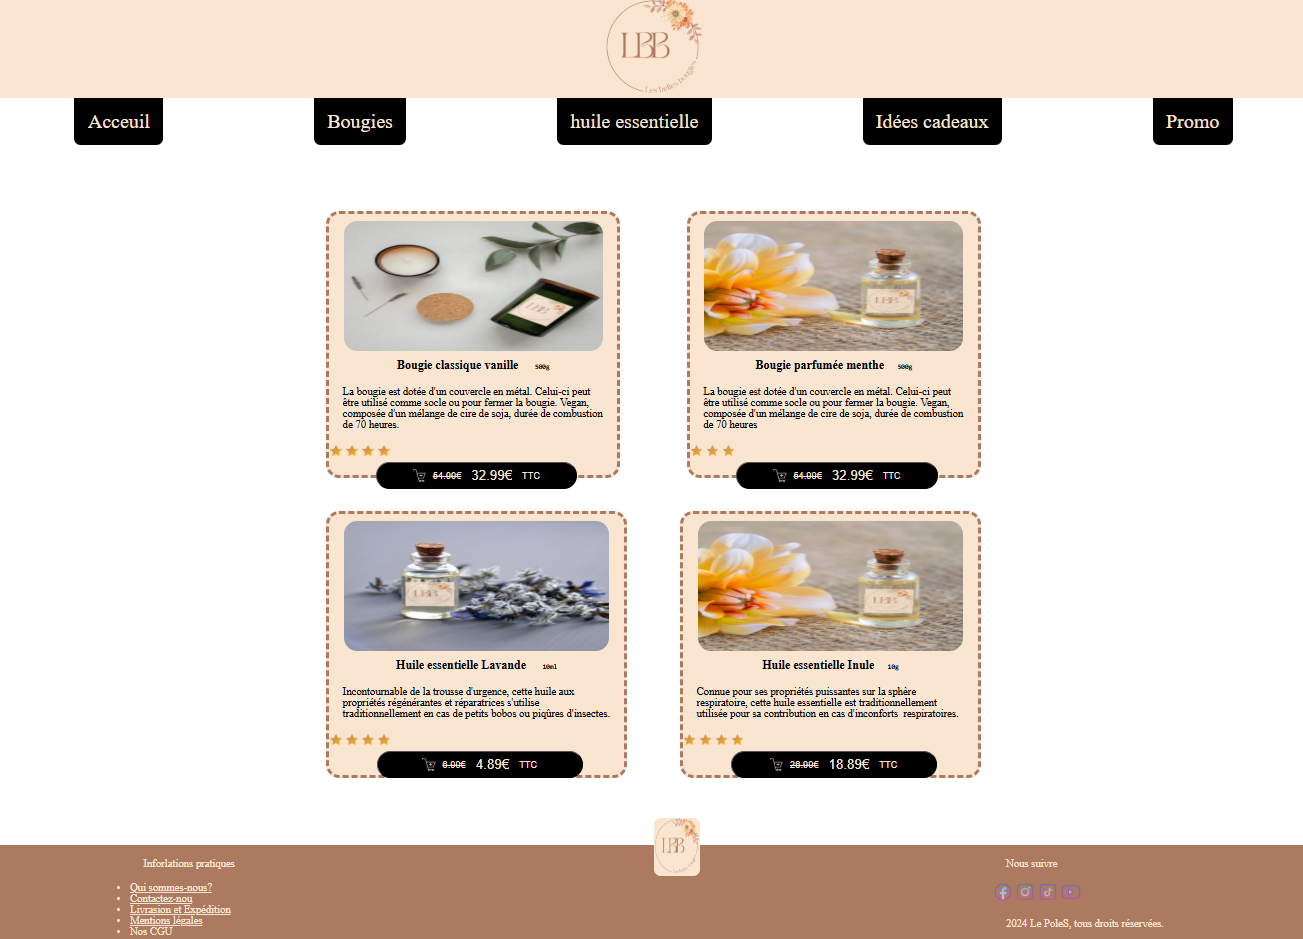 LBB
Les belles bougies
Acceuil
Bougies
huile essentielle
Idées cadeaux
Promo
LBB
LBB
Bougie classique vanille 500g
Bougie parfumée menthe 500g
La bougie est dotée d'un couvercle en métal. Celui-ci peut
être utilisé comme socle ou pour fermer la bougie. Vegan,
composée d'un mélange de cire de soja, durée de combustion
de 70 heures.
La bougie est dotée d'un couvercle en métal. Celui-ci peut
être utilisé comme socle ou pour fermer la bougie. Vegan,
composée d'un mélange de cire de soja, durée de combustion
de 70 heures
32.99€ TTC
32.99€ TTC
LBB
LBB
Huile essentielle Lavande 10ml
Huile essentielle Inule 10g
Incontournable de la trousse d'urgence, cette huile aux
propriétés régénérantes et réparatrices s'utilise
traditionnellement en cas de petits bobos ou piqûres d'insectes.
Connue pour ses propriétés puissantes sur la sphère
respiratoire, cette huile essentielle est traditionnellement
utilisée pour sa contribution en cas d'inconforts respiratoires.
4.89€ TTC
18.89€ TTC
LBB
Inforlations pratiques
Qui sommes-nous?
Contactez-nou
Livrasion et Expédition
Mentions légales
Nos CGU
Nous suivre
2024 Le PoleS, tous droits réservées.